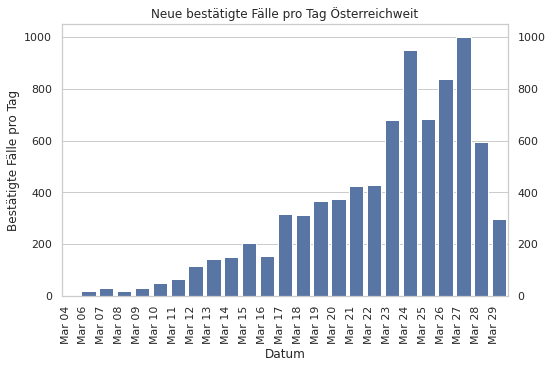 Neue bestätigte Fälle pro Tag Österreichweit
Bestätigte Fälle pro Tag
1000
800
600
400
200
0
1000
800
600
400
200
0
Mar 04
Mar 06
Mar 07
Mar 08
Mar 09
Mar 10
Mar 11
Mar 12
Mar 13
Mar 14
Mar 15
Mar 16
Mar 17
Mar 18
Mar 19
Mar 20
Mar 21
Mar 22
Mar 23
Mar 24
Mar 25
Mar 26
Mar 27
Mar 28
Mar 29
Datum